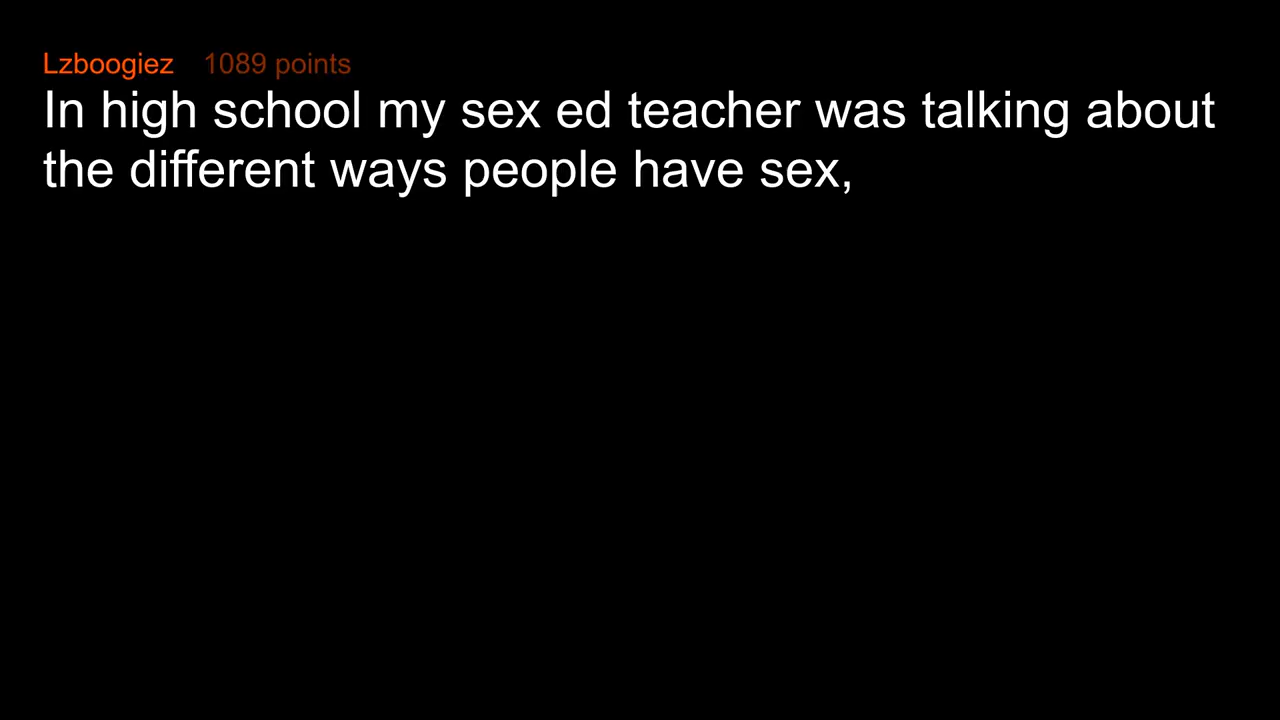 Lzboogiez 1089 points
In high school my sex ed teacher was talking about
the different ways people have sex,